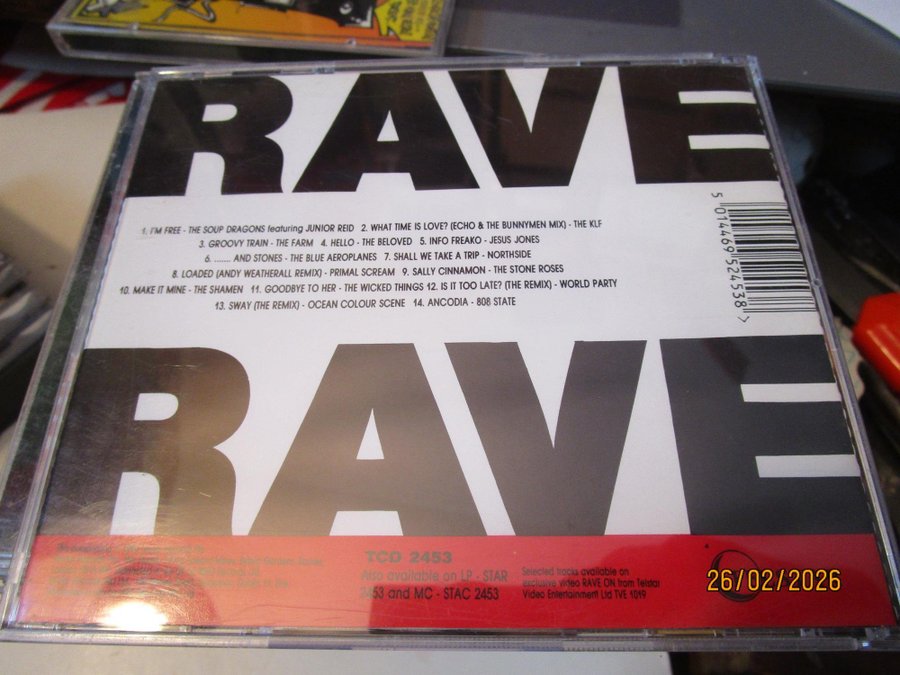 RAVE
1. I'M FREE - THE SOUP DRAGONS featuring JUNIOR REID 2. WHAT TIME IS LOVE? (ECHO & THE BUNNYMEN MIX) - THE KLF
3. GROOVY TRAIN - THE FARM 4. HELLO - THE BELOVED 5. INFO FREAKO - JESUS JONES
6. ........ AND STONES - THE BLUE AEROPLANES 7. SHALL WE TAKE A TRIP - NORTHSIDE
8. LOADED (ANDY WEATHERALL REMIX) - PRIMAL SCREAM 9. SALLY CINNAMON - THE STONE ROSES
10. MAKE IT MINE - THE SHAMEN 11. GOODBYE TO HER - THE WICKED THINGS 12. IS IT TOO LATE? (THE REMIX) - WORLD PARTY
13. SWAY (THE REMIX) - OCEAN COLOUR SCENE 14. ANCODIA - 808 STATE
5 014469 524538 >
RAVE
TCD 2453
Also available on LP - STAR
2453 and MC - STAC 2453
Selected tracks available on
exclusive video RAVE ON from Telstar
Video Entertainment Ltd TVE 1019
26/02/2026